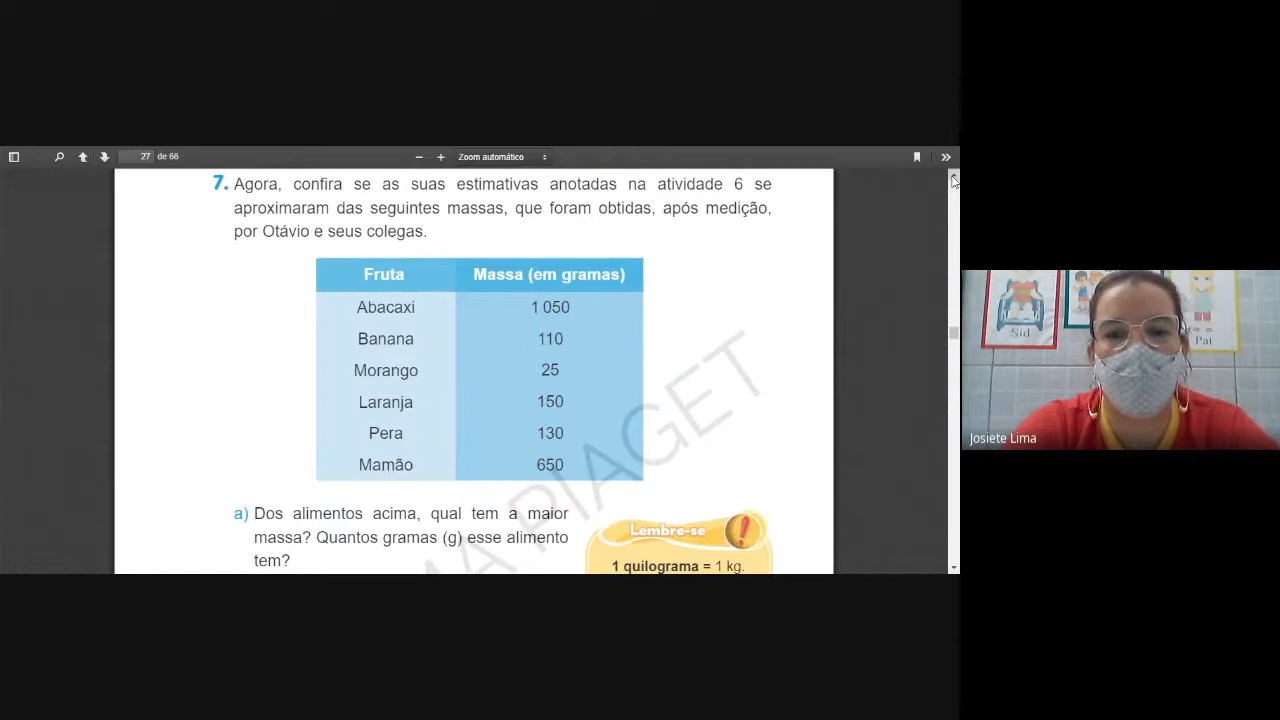 27 de 66
Zoom automático
7. Agora, confira se as suas estimativas anotadas na atividade 6 se
aproximaram das seguintes massas, que foram obtidas, após medição,
por Otávio e seus colegas.
Fruta Massa (em gramas)
Abacaxi 1 050
Banana 110
Morango 25
Laranja 150
Pera 130
Mamão 650
a) Dos alimentos acima, qual tem a maior
massa? Quantos gramas (g) esse alimento
tem?
Lembre-se !
1 quilograma = 1 kg.
PIAGET
Sid
Pat
Josiete Lima